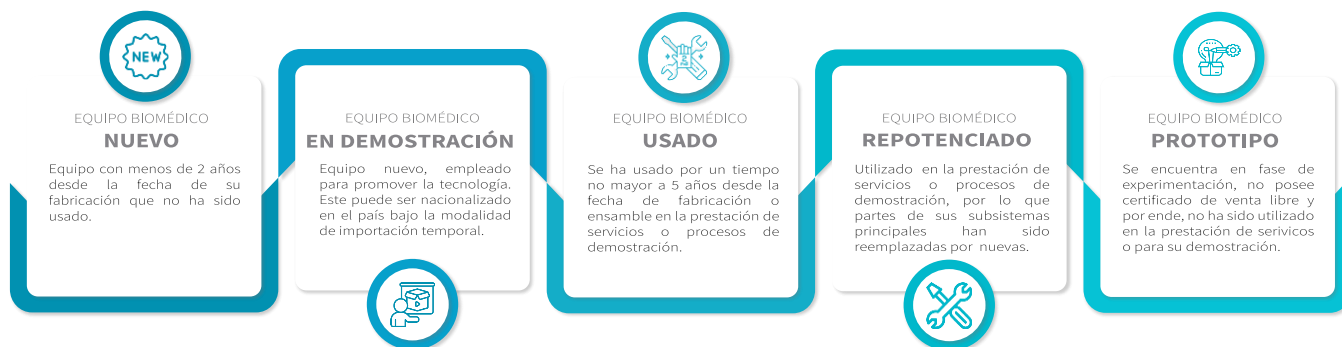 NEW
EQUIPO BIOMÉDICO
NUEVO
Equipo con menos de 2 años
desde la fecha de su
fabricación que no ha sido
usado.
EQUIPO BIOMÉDICO
EN DEMOSTRACIÓN
Equipo nuevo, empleado
para promover la tecnología.
Este puede ser nacionalizado
en el país bajo la modalidad
de importación temporal.
EQUIPO BIOMÉDICO
USADO
Se ha usado por un tiempo
no mayor a 5 años desde la
fecha de fabricación o
ensamble en la prestación de
servicios o procesos de
demostración.
EQUIPO BIOMÉDICO
REPOTENCIADO
Utilizado en la prestación de
servicios o procesos de
demostración, por lo que
partes de sus subsistemas
principales han sido
reemplazadas por nuevas.
EQUIPO BIOMÉDICO
PROTOTIPO
Se encuentra en fase de
experimentación, no posee
certificado de venta libre y
por ende, no ha sido utilizado
en la prestación de serivicos
o para su demostración.